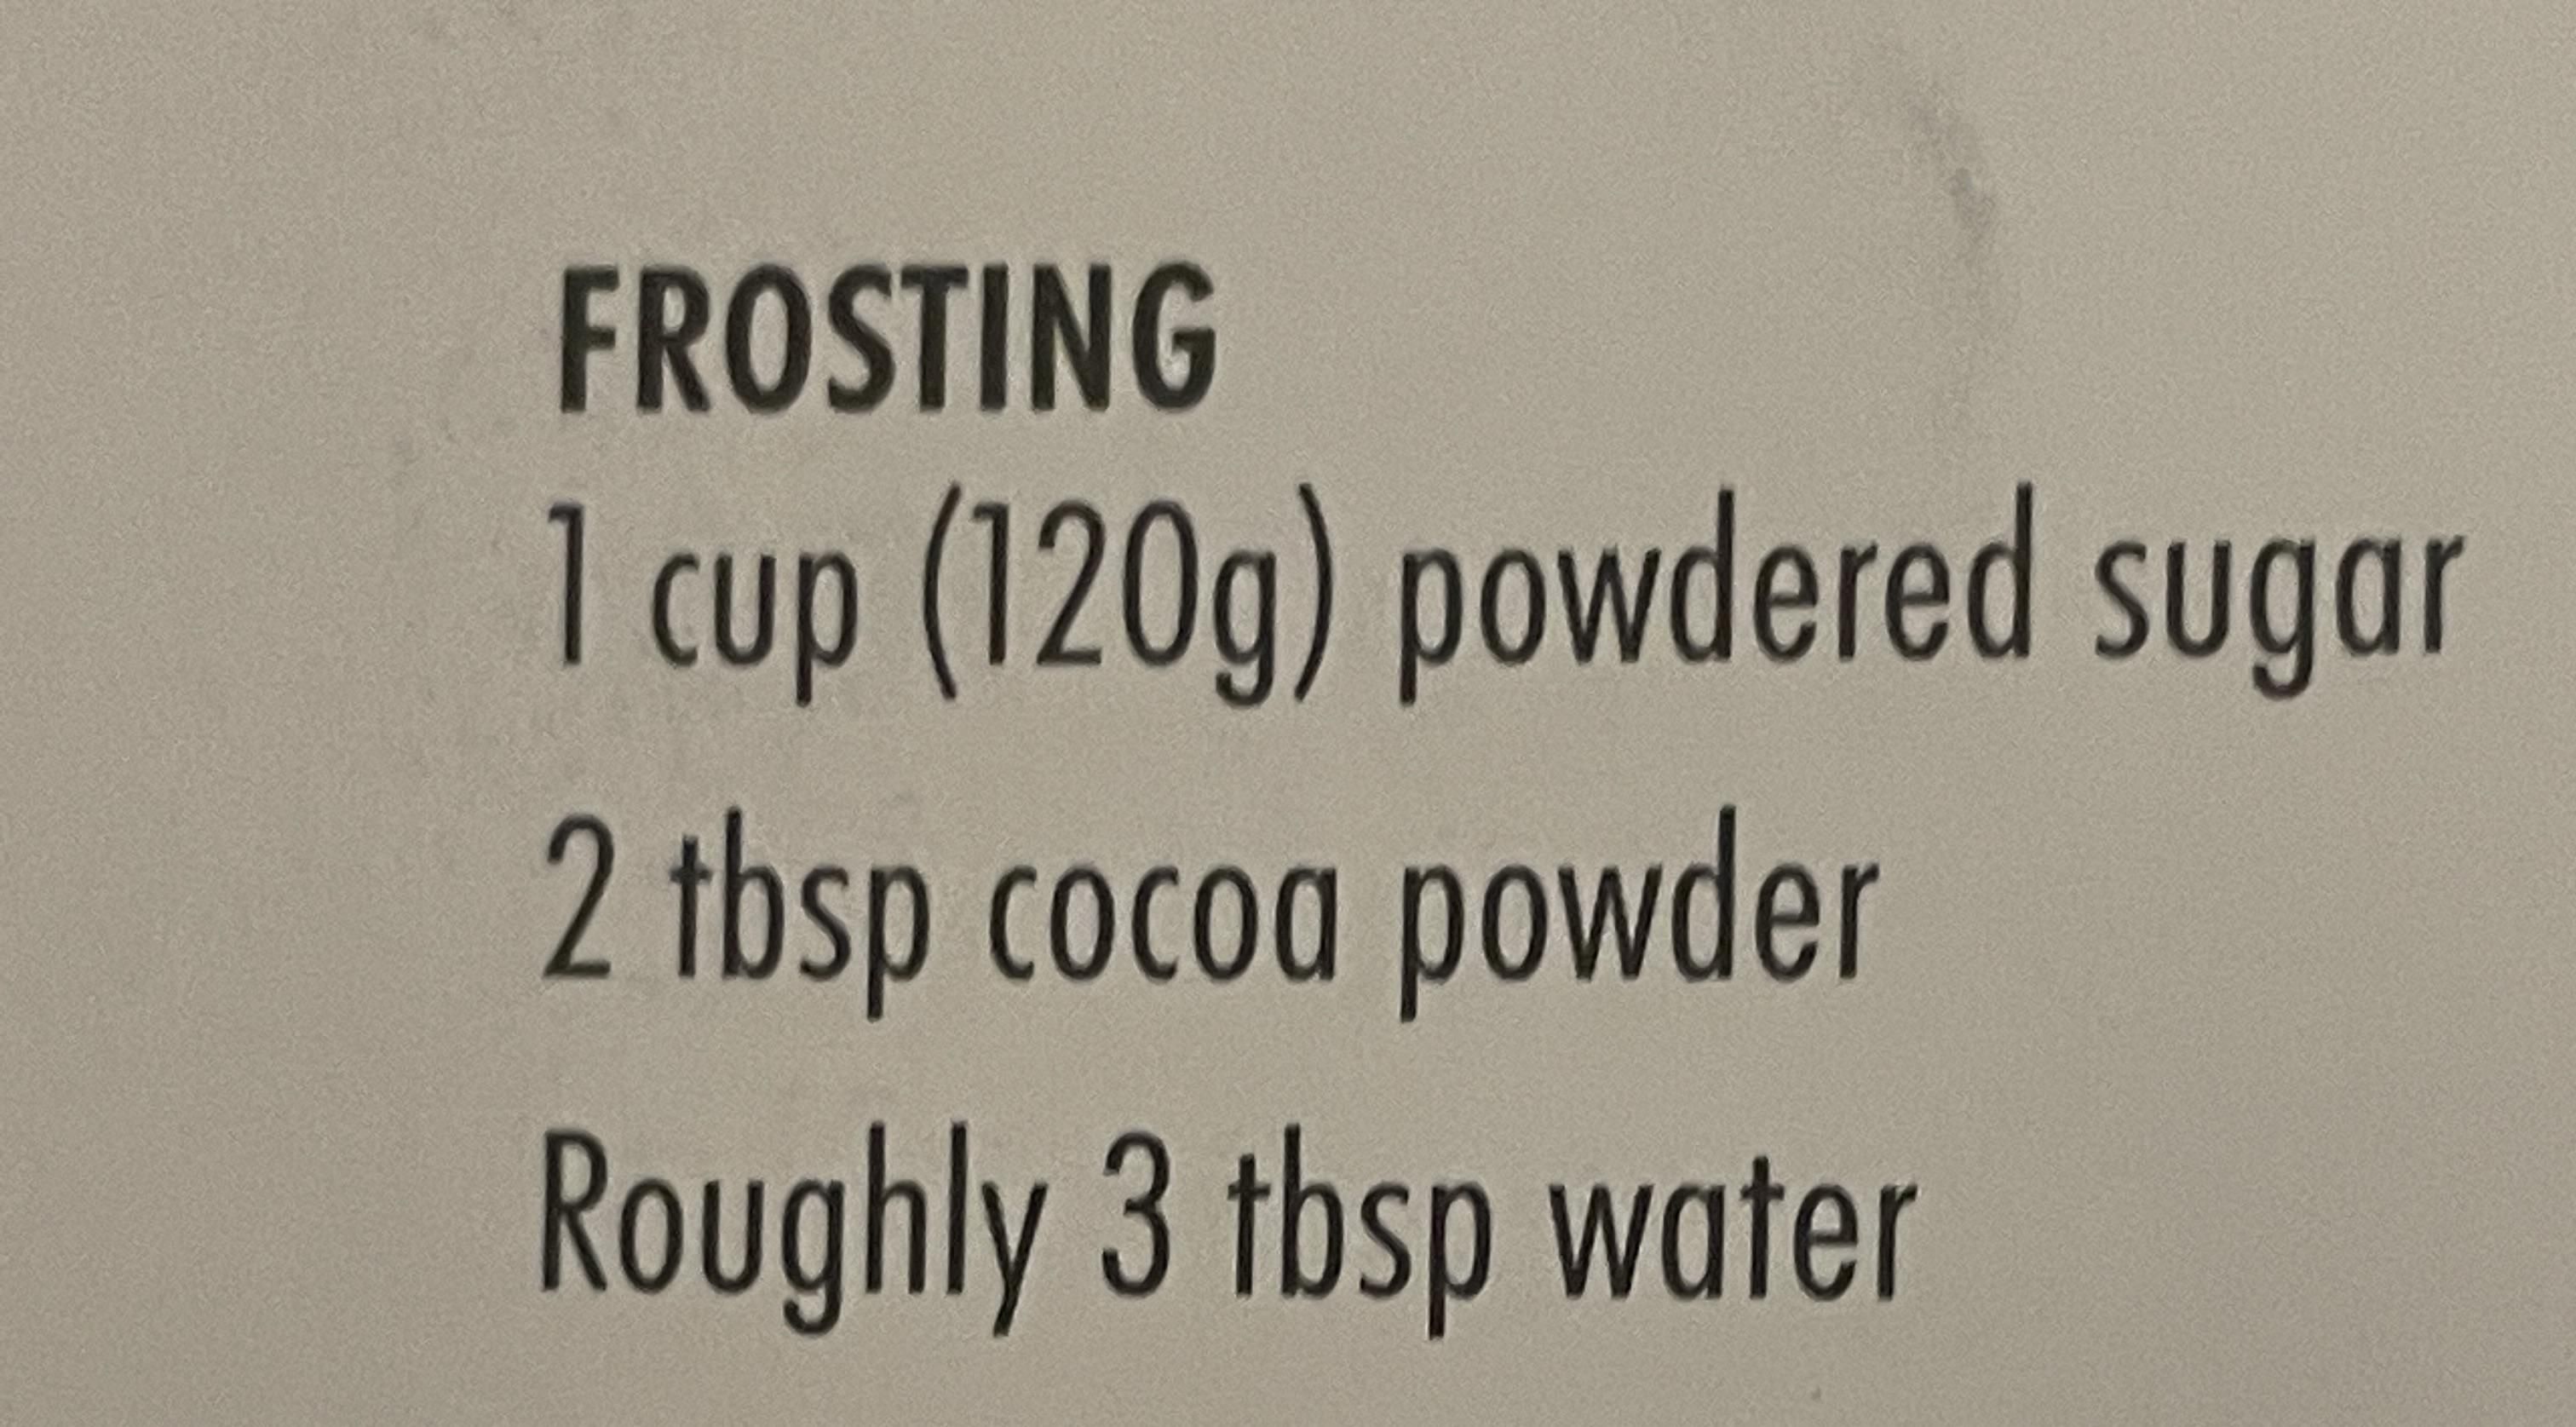 FROSTING
1 cup (120g) powdered sugar
2 tbsp cocoa powder
Roughly 3 tbsp water